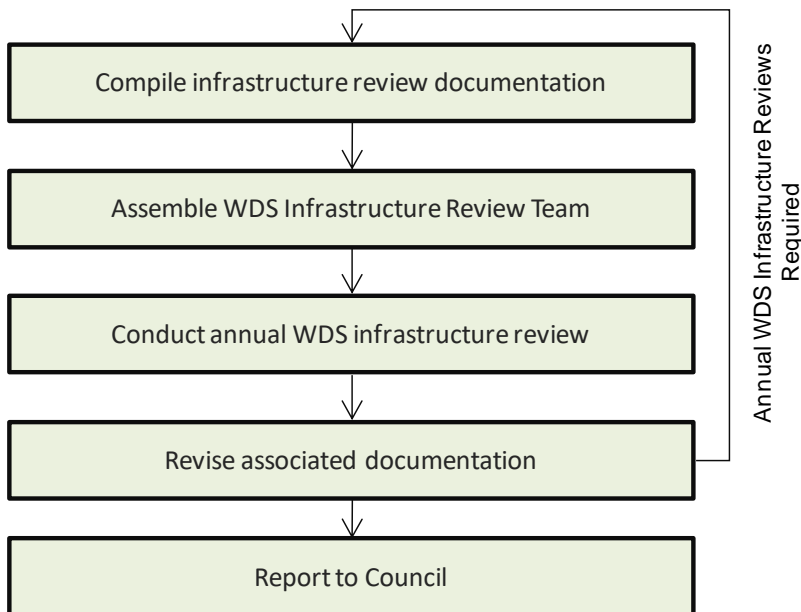 Compile infrastructure review documentation
Assemble WDS Infrastructure Review Team
Conduct annual WDS infrastructure review
Revise associated documentation
Report to Council
Annual WDS Infrastructure Reviews
Required